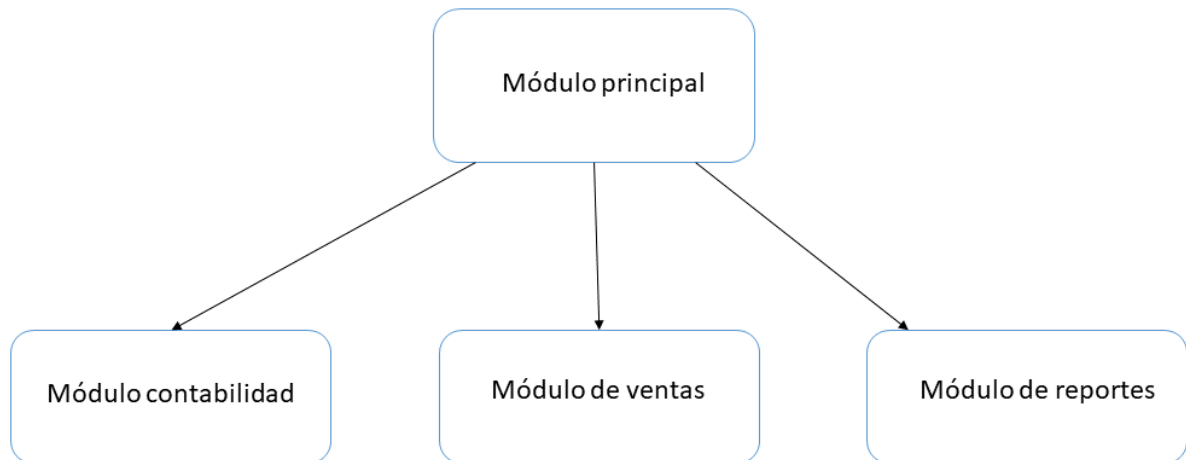 Módulo principal
Módulo contabilidad
Módulo de ventas
Módulo de reportes